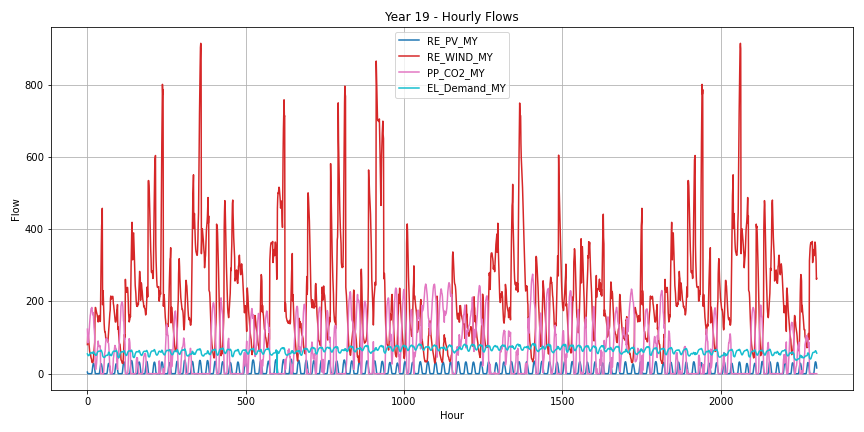 Year 19 - Hourly Flows
RE_PV_MY
RE_WIND_MY
PP_CO2_MY
EL_Demand_MY
Flow
800
600
400
200
0
0
500
1000
1500
2000
Hour